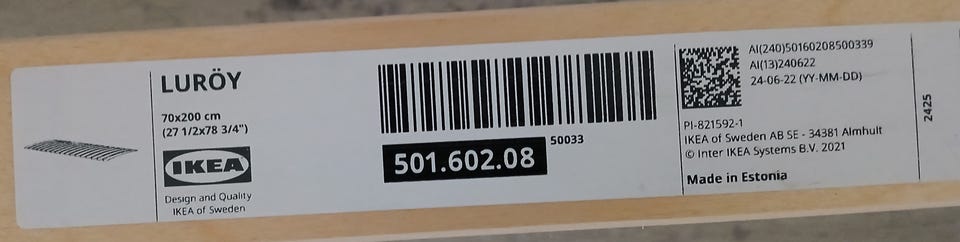 LURÖY
70x200 cm
(27 1/2x78 3/4")
IKEA
Design and Quality
IKEA of Sweden
501.602.08
50033
AI(240)50160208500339
AI(13)240622
24-06-22 (YY-MM-DD)
PI-821592-1
IKEA of Sweden AB SE - 34381 Älmhult
© Inter IKEA Systems B.V. 2021
Made in Estonia
2425